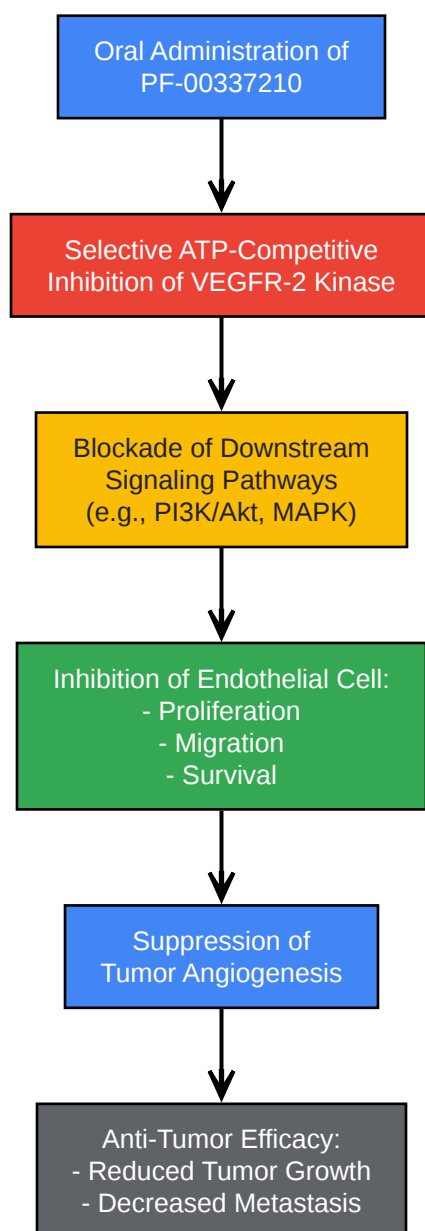 Oral Administration of
PF-00337210
Selective ATP-Competitive
Inhibition of VEGFR-2 Kinase
Blockade of Downstream
Signaling Pathways
(e.g., PI3K/Akt, MAPK)
Inhibition of Endothelial Cell:
- Proliferation
- Migration
- Survival
Suppression of
Tumor Angiogenesis
Anti-Tumor Efficacy:
- Reduced Tumor Growth
- Decreased Metastasis